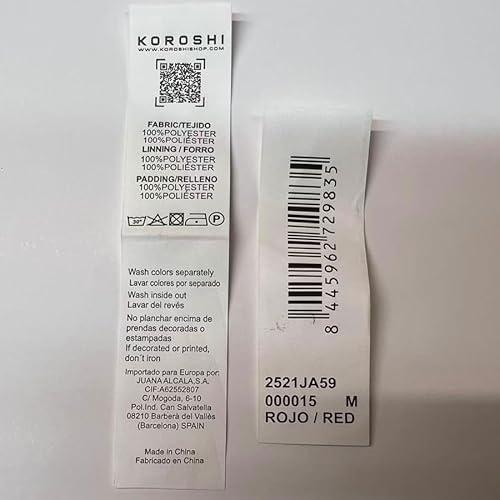 KOROSHI
WWW.KOROSHISHOP.COM
FABRIC/TEJIDO
100%POLYESTER
100%POLIÉSTER
LINNING / FORRO
100%POLYESTER
100%POLIÉSTER
PADDING/RELLENO
100%POLYESTER
100%POLIÉSTER
30° P
Wash colors separately
Lavar colores por separado
Wash inside out
Lavar del revés
No planchar encima de
prendas decoradas o
estampadas
If decorated or printed,
don´t iron
Importado para Europa por:
JUANA ALCALA,S.A.
CIF:A62552807
C/ Mogoda, 6-10
Pol.Ind. Can Salvatella
08210 Barberà del Vallès
(Barcelona) SPAIN
Made in China
Fabricado en China
8 445962 729835
2521JA59
000015 M
ROJO / RED